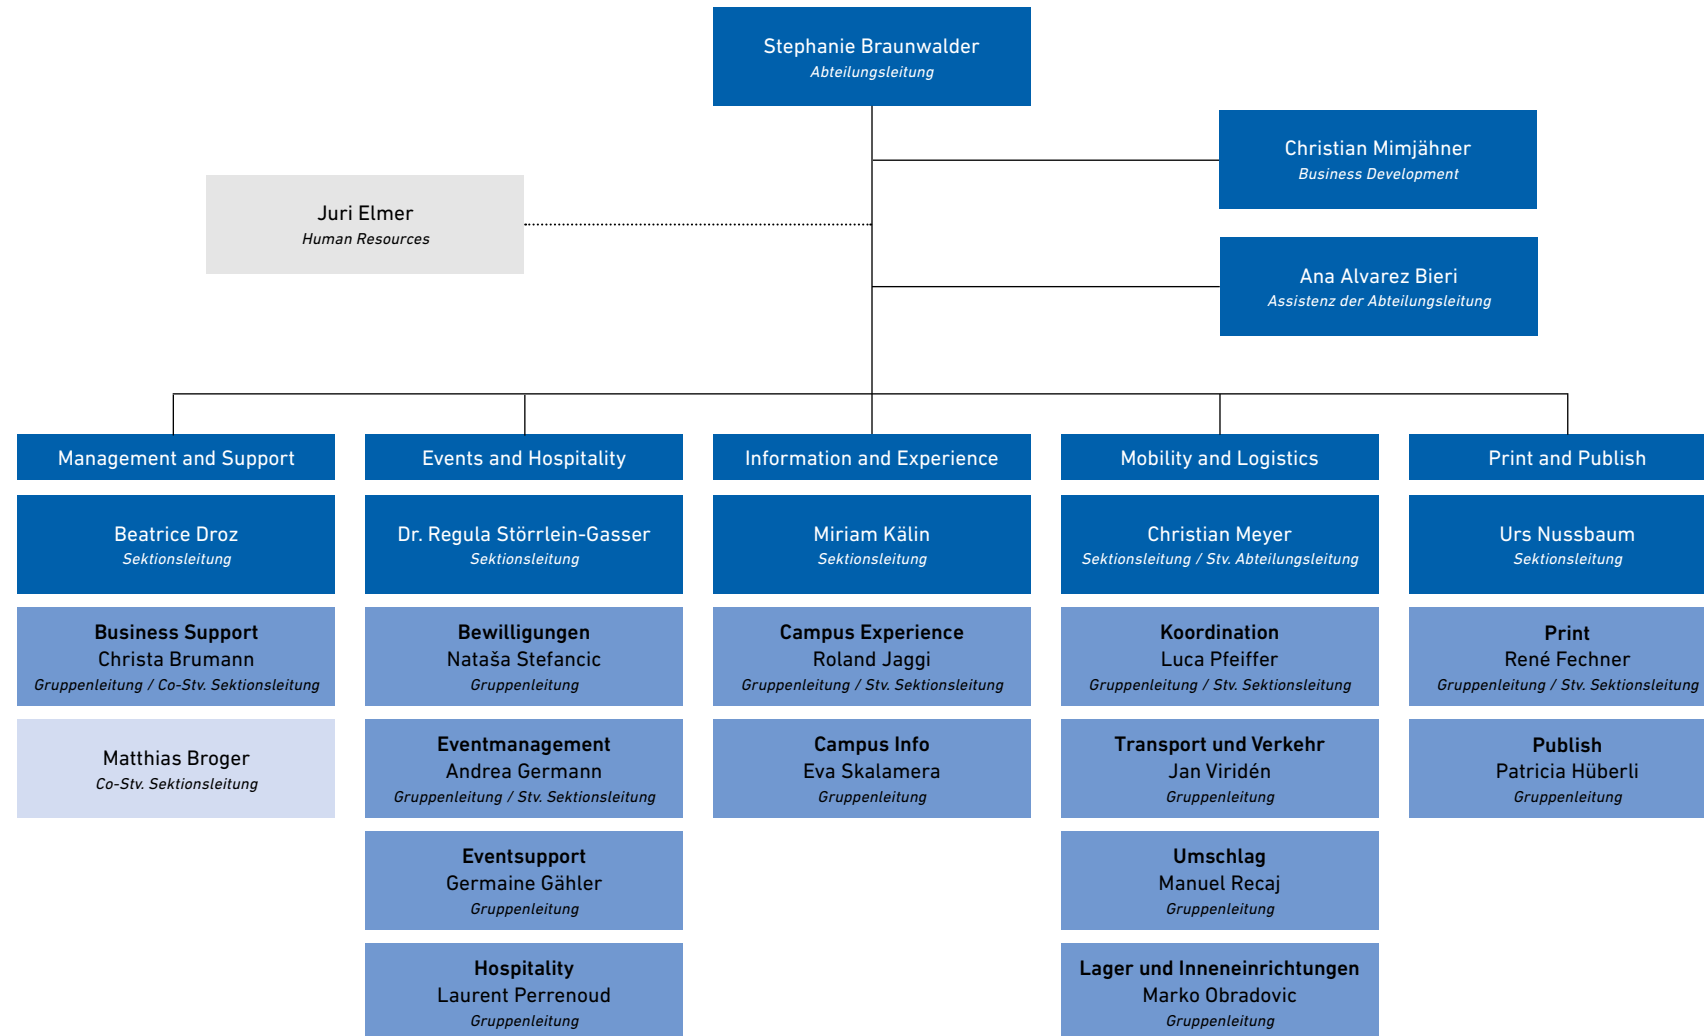 Stephanie Braunwalder
Abteilungsleitung
Christian Mimjähner
Business Development
Juri Elmer
Human Resources
Ana Alvarez Bieri
Assistenz der Abteilungsleitung
Management and Support
Beatrice Droz
Sektionsleitung
Business Support
Christa Brumann
Gruppenleitung / Co-Stv. Sektionsleitung
Matthias Broger
Co-Stv. Sektionsleitung
Events and Hospitality
Dr. Regula Störrlein-Gasser
Sektionsleitung
Bewilligungen
Nataša Stefancic
Gruppenleitung
Eventmanagement
Andrea Germann
Gruppenleitung / Stv. Sektionsleitung
Eventsupport
Germaine Gähler
Gruppenleitung
Hospitality
Laurent Perrenoud
Gruppenleitung
Information and Experience
Miriam Kälin
Sektionsleitung
Campus Experience
Roland Jaggi
Gruppenleitung / Stv. Sektionsleitung
Campus Info
Eva Skalamera
Gruppenleitung
Mobility and Logistics
Christian Meyer
Sektionsleitung / Stv. Abteilungsleitung
Koordination
Luca Pfeiffer
Gruppenleitung / Stv. Sektionsleitung
Transport und Verkehr
Jan Viridén
Gruppenleitung
Umschlag
Manuel Recaj
Gruppenleitung
Lager und Inneneinrichtungen
Marko Obradovic
Gruppenleitung
Print and Publish
Urs Nussbaum
Sektionsleitung
Print
René Fechner
Gruppenleitung / Stv. Sektionsleitung
Publish
Patricia Hüberli
Gruppenleitung